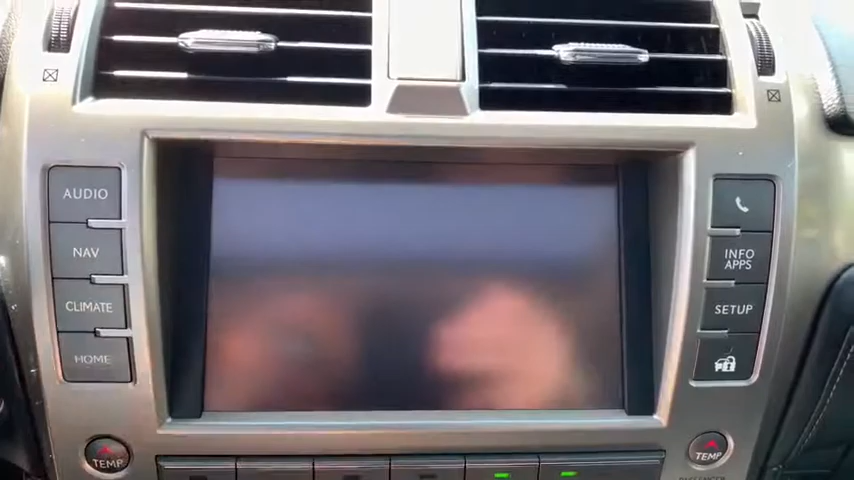 AUDIO
NAV
CLIMATE
HOME
INFO
APPS
SETUP
TEMP
TEMP